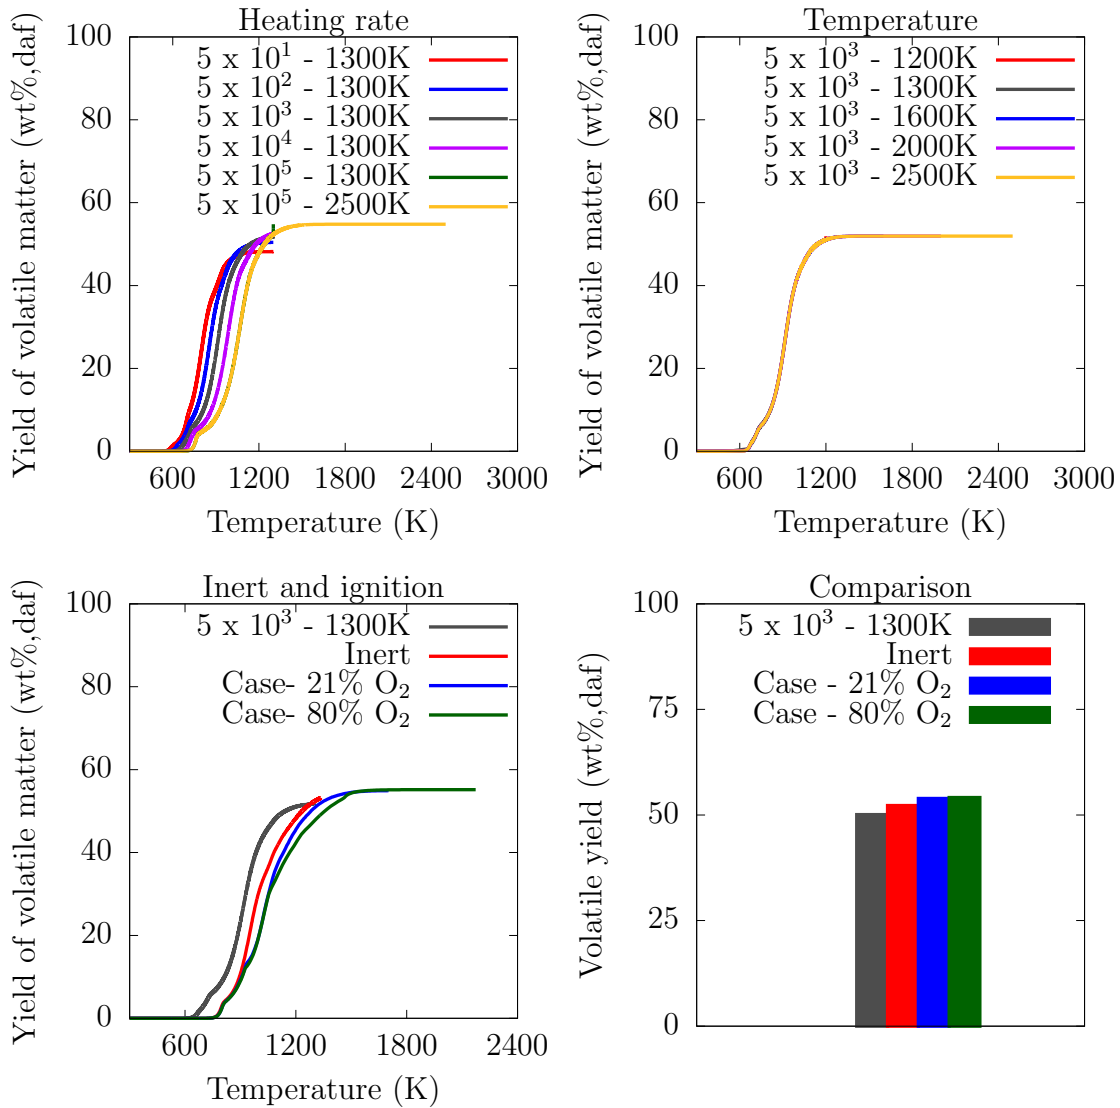 Heating rate
Yield of volatile matter (wt%,daf)
100
80
60
40
20
0
5 x 10¹ - 1300K
5 x 10² - 1300K
5 x 10³ - 1300K
5 x 10⁴ - 1300K
5 x 10⁵ - 1300K
5 x 10⁵ - 2500K
600 1200 1800 2400 3000
Temperature (K)
Temperature
Yield of volatile matter (wt%,daf)
100
80
60
40
20
0
5 x 10³ - 1200K
5 x 10³ - 1300K
5 x 10³ - 1600K
5 x 10³ - 2000K
5 x 10³ - 2500K
600 1200 1800 2400 3000
Temperature (K)
Inert and ignition
Yield of volatile matter (wt%,daf)
100
80
60
40
20
0
5 x 10³ - 1300K
Inert
Case- 21% O₂
Case- 80% O₂
600 1200 1800 2400
Temperature (K)
Comparison
Volatile yield (wt%,daf)
100
75
50
25
0
5 x 10³ - 1300K
Inert
Case - 21% O₂
Case - 80% O₂